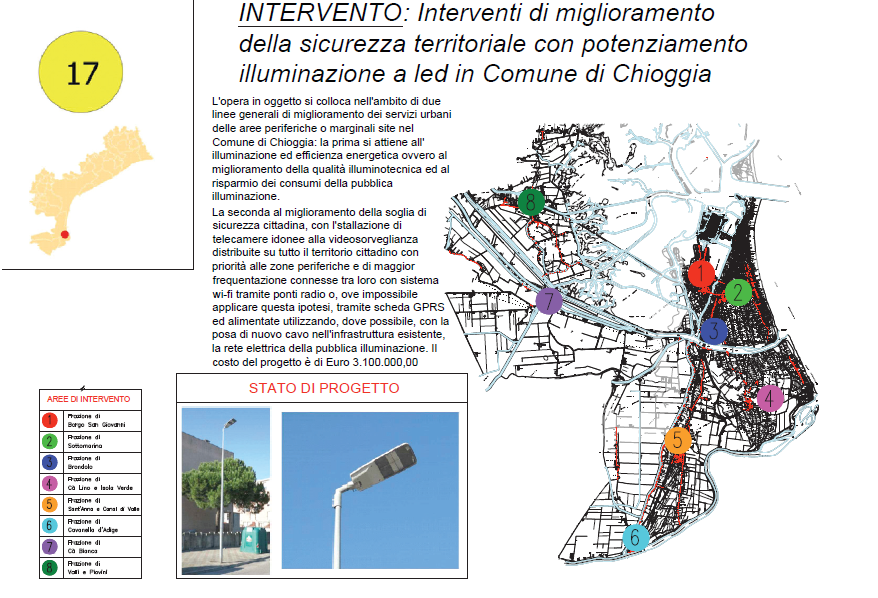 17
INTERVENTO: Interventi di miglioramento
della sicurezza territoriale con potenziamento
illuminazione a led in Comune di Chioggia
L'opera in oggetto si colloca nell'ambito di due
linee generali di miglioramento dei servizi urbani
delle aree periferiche o marginali site nel
Comune di Chioggia: la prima si attiene all'
illuminazione ed efficienza energetica ovvero al
miglioramento della qualità illuminotecnica ed al
risparmio dei consumi della pubblica
illuminazione.
La seconda al miglioramento della soglia di
sicurezza cittadina, con l'stallazione di
telecamere idonee alla videosorveglianza
distribuite su tutto il territorio cittadino con
priorità alle zone periferiche e di maggior
frequentazione connesse tra loro con sistema
wi-fi tramite ponti radio o, ove impossibile
applicare questa ipotesi, tramite scheda GPRS
ed alimentate utilizzando, dove possibile, con la
posa di nuovo cavo nell'infrastruttura esistente,
la rete elettrica della pubblica illuminazione. Il
costo del progetto è di Euro 3.100.000,00
AREE DI INTERVENTO
1 Frazione di
Borgo San Giovanni
2 Frazione di
Sottomarina
3 Frazione di
Brondolo
4 Frazione di
Cà Lino e Isola Verde
5 Frazione di
Sant'Anna e Canal di Valle
6 Frazione di
Cavanella d'Adige
7 Frazione di
Cà Bianca
8 Frazione di
Valli e Piovini
STATO DI PROGETTO
8
1
2
7
3
4
5
6